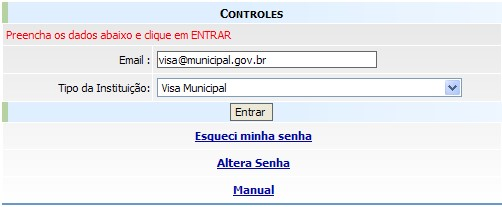 CONTROLES
Preencha os dados abaixo e clique em ENTRAR
Email : visa@municipal.gov.br
Tipo da Instituição: Visa Municipal
Entrar
Esqueci minha senha
Altera Senha
Manual